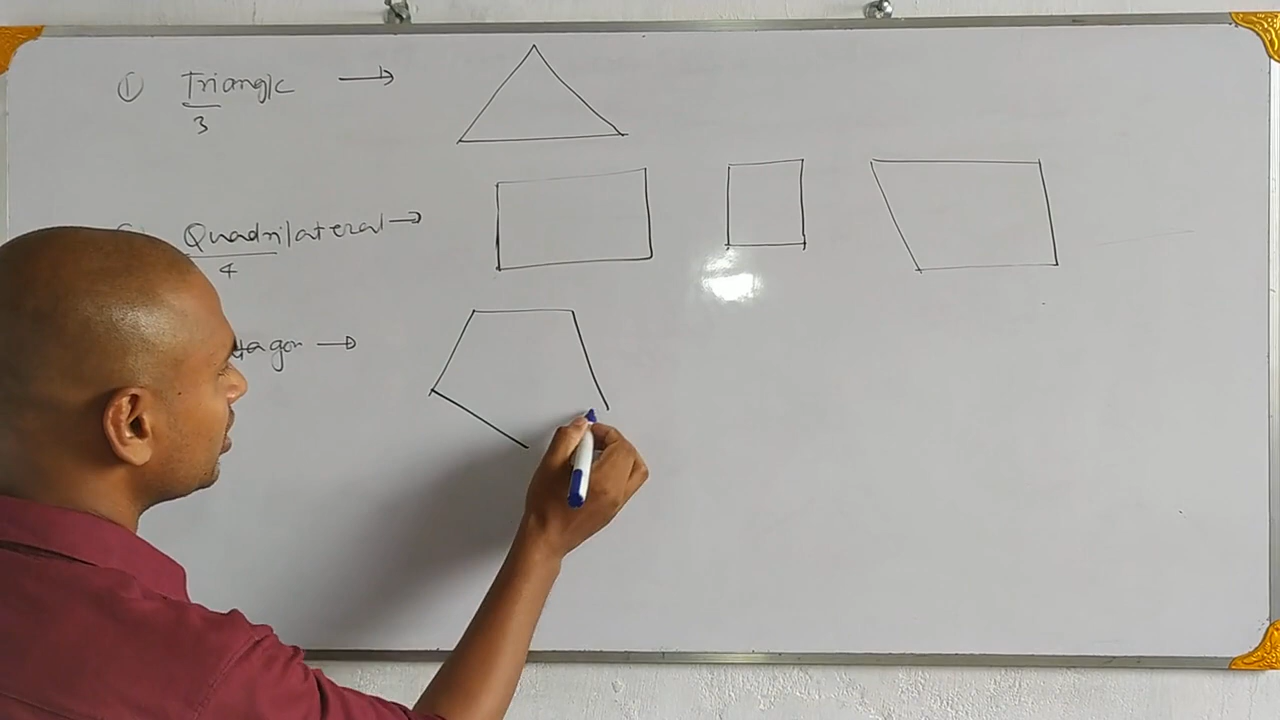 ① Triangle →
3
Quadrilateral →
4
tagon →